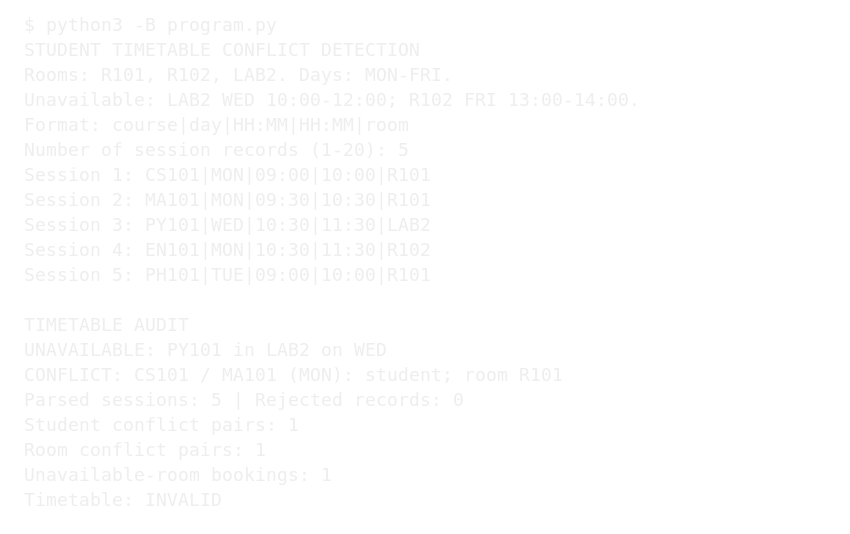 $ python3 -B program.py
STUDENT TIMETABLE CONFLICT DETECTION
Rooms: R101, R102, LAB2. Days: MON-FRI.
Unavailable: LAB2 WED 10:00-12:00; R102 FRI 13:00-14:00.
Format: course|day|HH:MM|HH:MM|room
Number of session records (1-20): 5
Session 1: CS101|MON|09:00|10:00|R101
Session 2: MA101|MON|09:30|10:30|R101
Session 3: PY101|WED|10:30|11:30|LAB2
Session 4: EN101|MON|10:30|11:30|R102
Session 5: PH101|TUE|09:00|10:00|R101

TIMETABLE AUDIT
UNAVAILABLE: PY101 in LAB2 on WED
CONFLICT: CS101 / MA101 (MON): student; room R101
Parsed sessions: 5 | Rejected records: 0
Student conflict pairs: 1
Room conflict pairs: 1
Unavailable-room bookings: 1
Timetable: INVALID